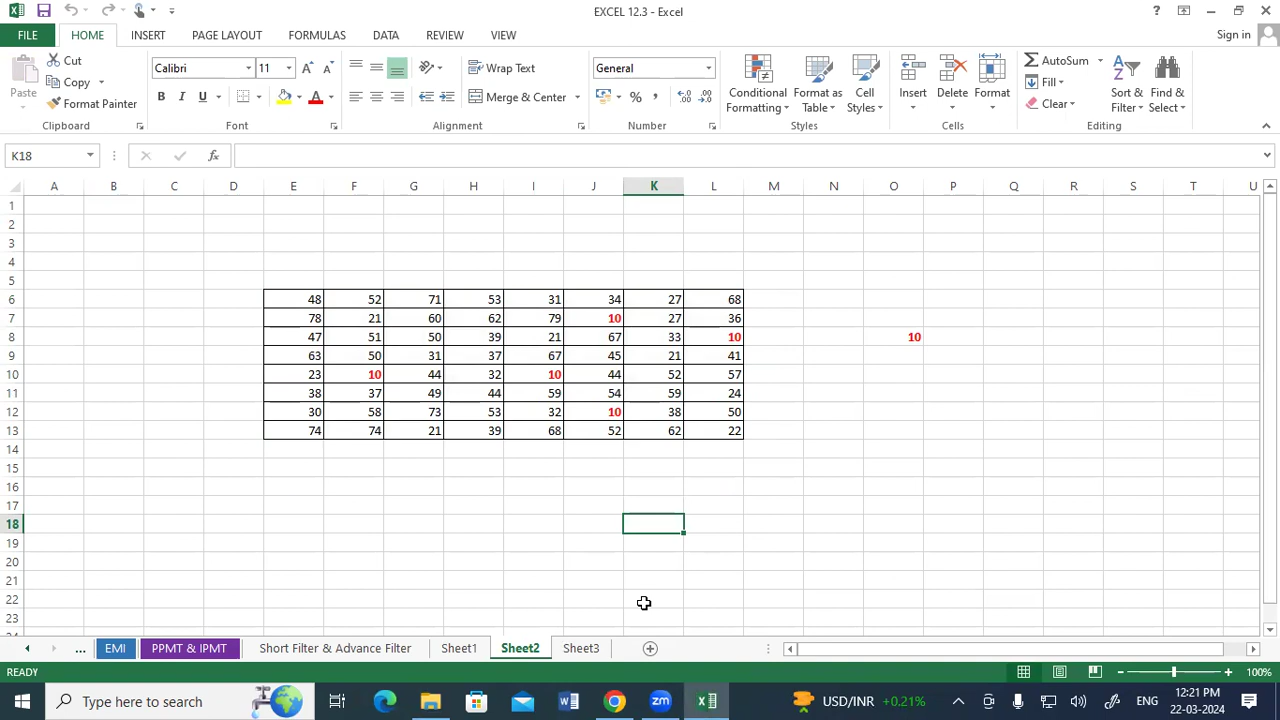 EXCEL 12.3 - Excel
?
FILE HOME INSERT PAGE LAYOUT FORMULAS DATA REVIEW VIEW Sign in
Paste Cut Copy Format Painter Clipboard
Calibri 11 A A B I U A Font
Wrap Text Merge & Center Alignment
General % , Number
Conditional Formatting Format as Table Cell Styles Styles
Insert Delete Format Cells
AutoSum Fill Clear Sort & Filter Find & Select Editing
K18 fx
A B C D E F G H I J K L M N O P Q R S T U
1
2
3
4
5
6 48 52 71 53 31 34 27 68
7 78 21 60 62 79 10 27 36
8 47 51 50 39 21 67 33 10 10
9 63 50 31 37 67 45 21 41
10 23 10 44 32 10 44 52 57
11 38 37 49 44 59 54 59 24
12 30 58 73 53 32 10 38 50
13 74 74 21 39 68 52 62 22
14
15
16
17
18
19
20
21
22
23
... EMI PPMT & IPMT Short Filter & Advance Filter Sheet1 Sheet2 Sheet3
READY 100%
Type here to search zm USD/INR +0.21% ENG 12:21 PM
22-03-2024